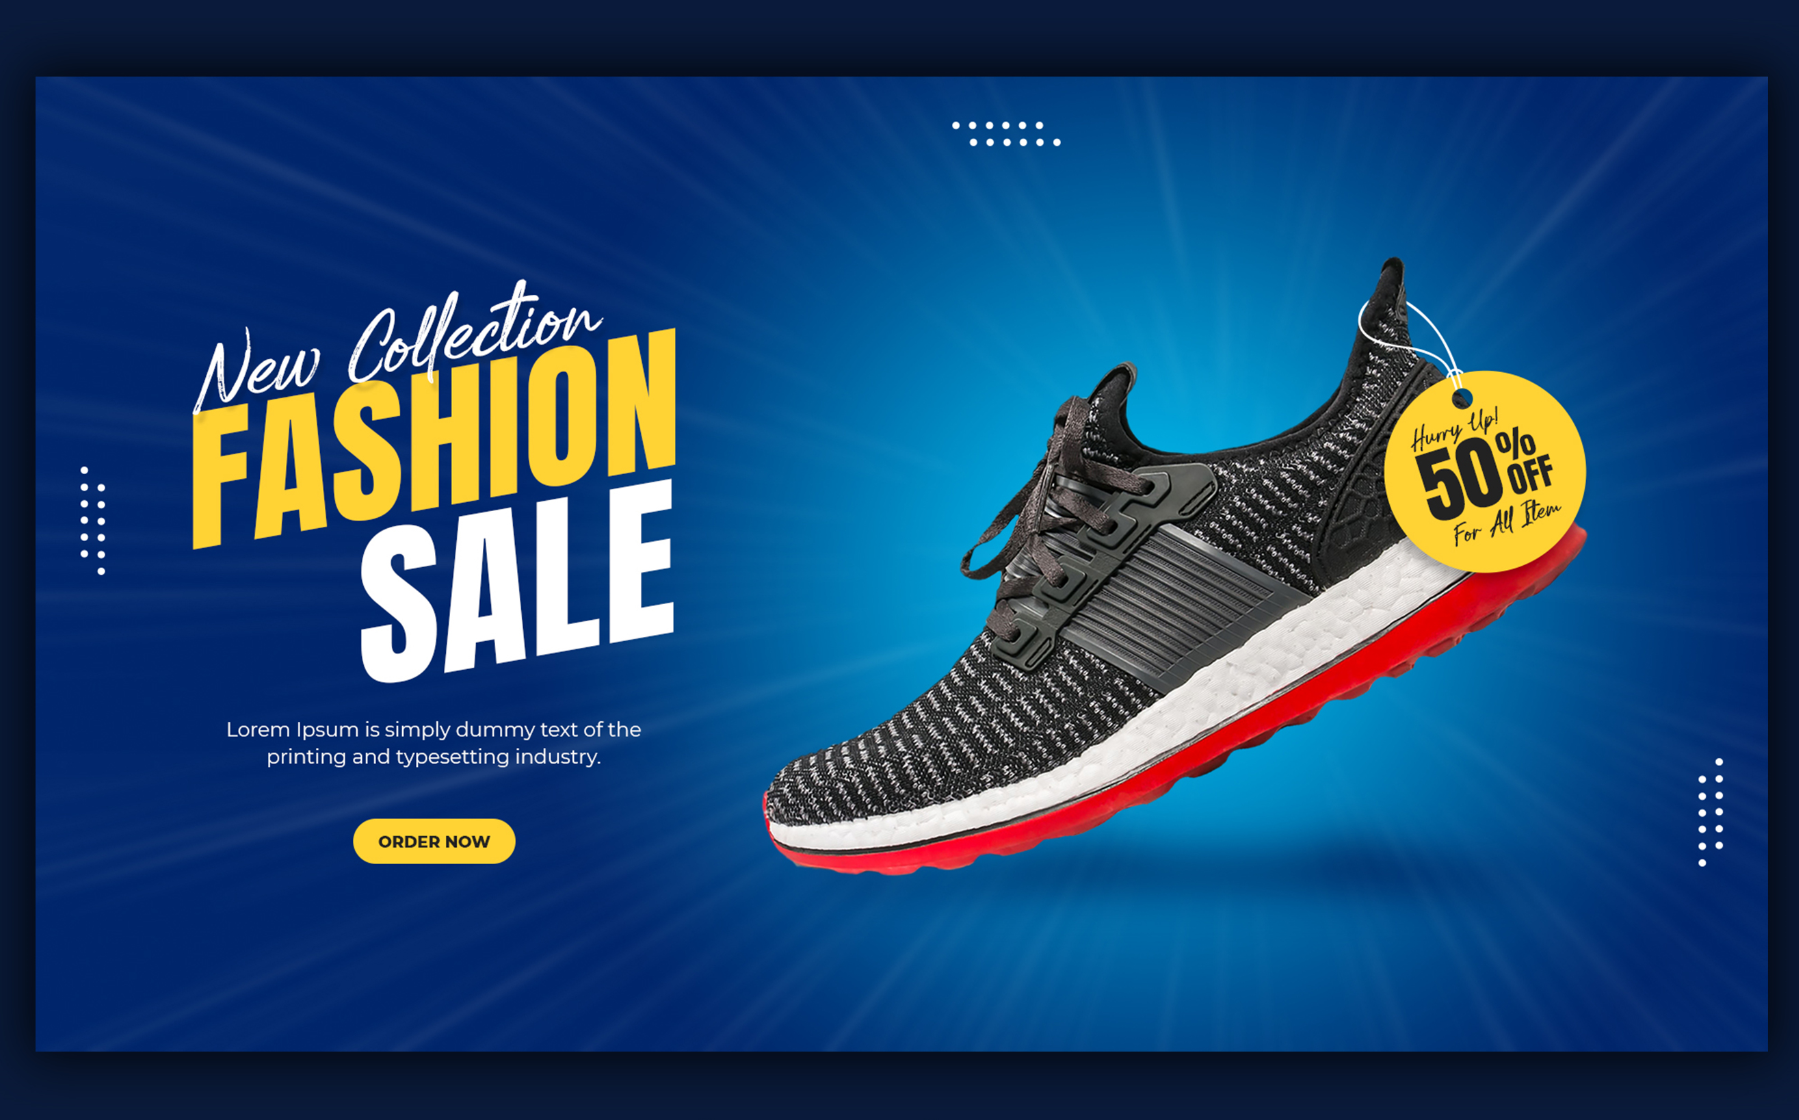 New Collection
FASHION
SALE
Lorem Ipsum is simply dummy text of the
printing and typesetting industry.
ORDER NOW
Hurry Up!
50% OFF
For All Item